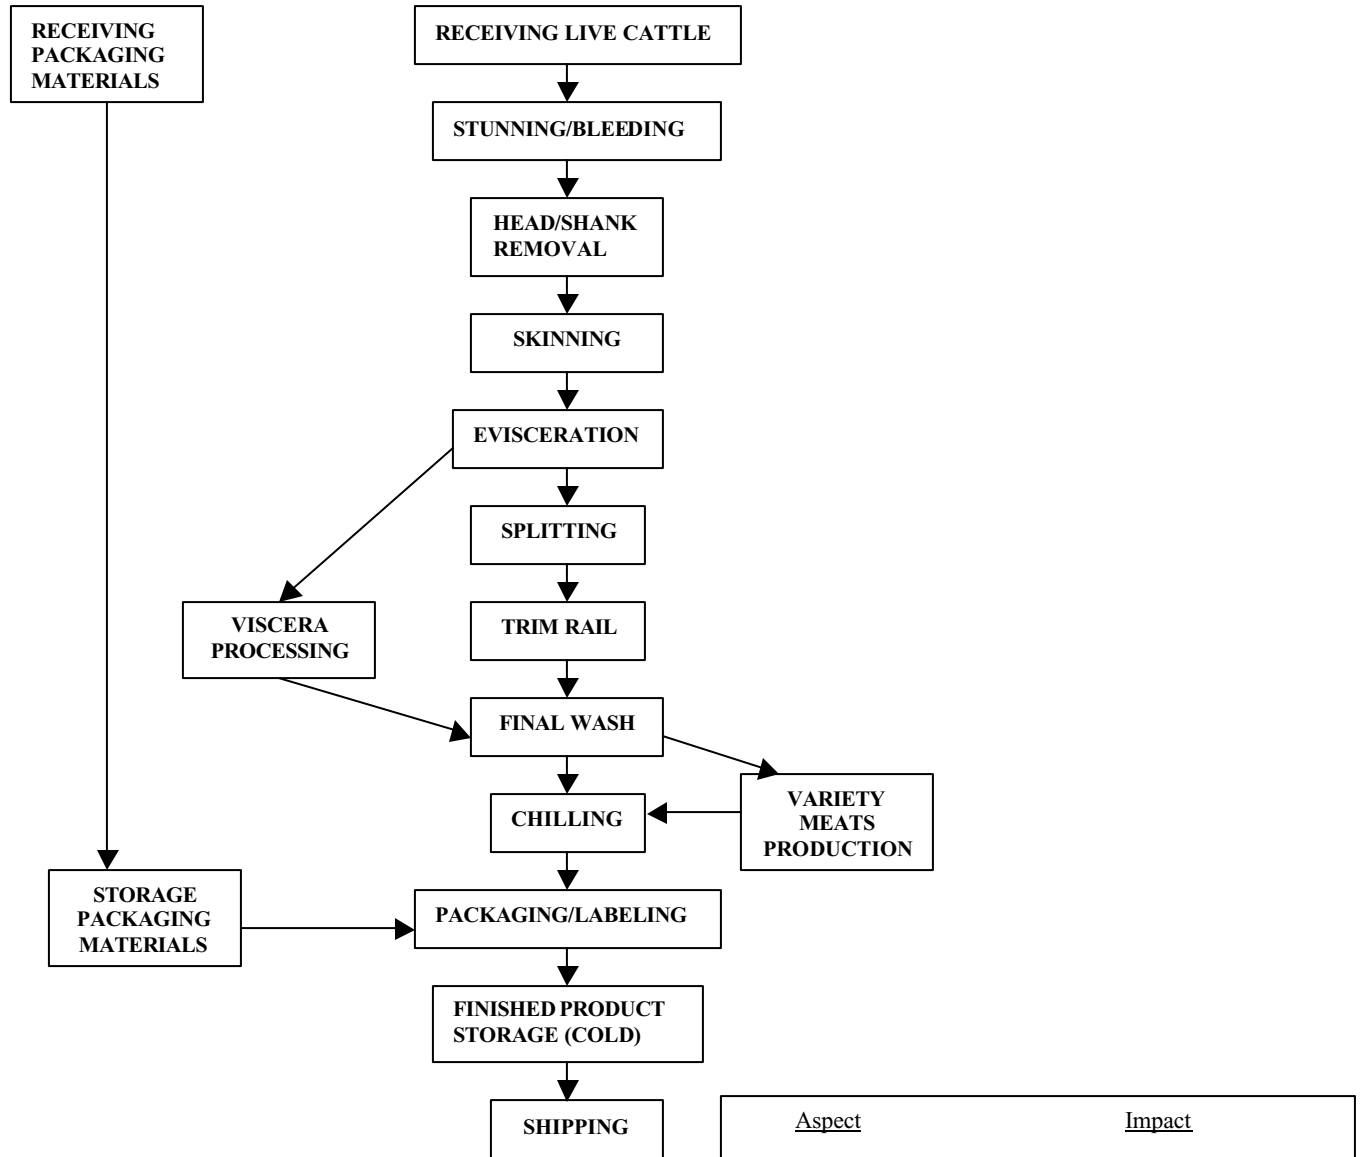 RECEIVING
PACKAGING
MATERIALS
RECEIVING LIVE CATTLE
STUNNING/BLEEDING
HEAD/SHANK
REMOVAL
SKINNING
EVISCERATION
SPLITTING
VISCERA
PROCESSING
TRIM RAIL
FINAL WASH
VARIETY
MEATS
PRODUCTION
CHILLING
STORAGE
PACKAGING
MATERIALS
PACKAGING/LABELING
FINISHED PRODUCT
STORAGE (COLD)
SHIPPING
Aspect Impact